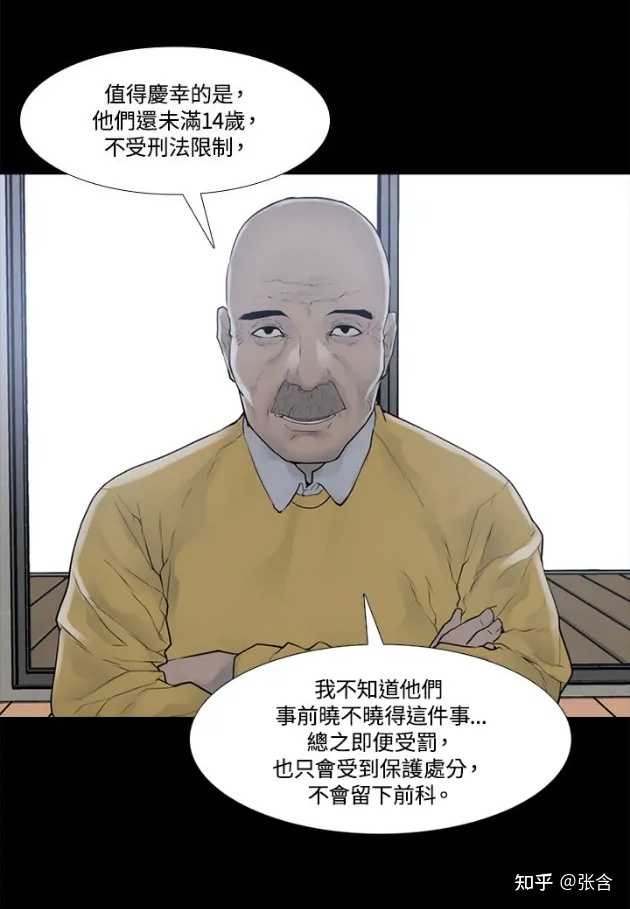 值得慶幸的是，
他們還未滿14歲，
不受刑法限制，
我不知道他們
事前曉不曉得這件事...
總之即便受罰，
也只會受到保護處分，
不會留下前科。
知乎 @张含